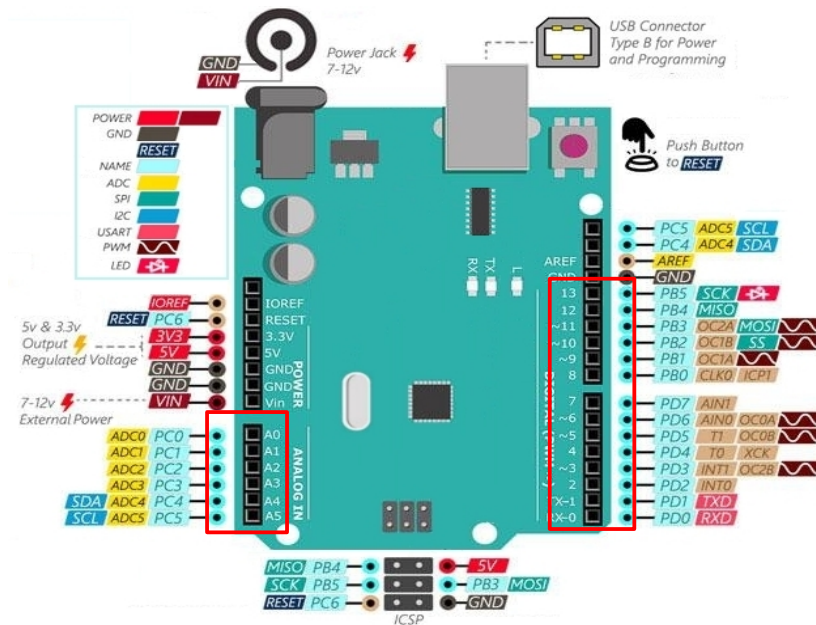 USB Connector
Type B for Power
and Programming
Power Jack
7-12v
GND
VIN
POWER
GND
RESET
NAME
ADC
SPI
I2C
USART
PWM
LED
Push Button
to RESET
IOREF
RESET PC6
3V3
5V
GND
GND
VIN
5v & 3.3v
Output
Regulated Voltage
7-12v
External Power
ADC0 PC0
ADC1 PC1
ADC2 PC2
ADC3 PC3
SDA ADC4 PC4
SCL ADC5 PC5
IOREF
RESET
3.3V
5V
GND
GND
Vin
POWER
A0
A1
A2
A3
A4
A5
ANALOG IN
RX
TX
L
AREF
GND
13
12
~11
~10
~9
8
7
~6
~5
4
~3
2
TX-1
RX-0
PC5 ADC5 SCL
PC4 ADC4 SDA
AREF
GND
PB5 SCK
PB4 MISO
PB3 OC2A MOSI
PB2 OC1B SS
PB1 OC1A
PB0 CLK0 ICP1
PD7 AIN1
PD6 AIN0 OC0A
PD5 T1 OC0B
PD4 T0 XCK
PD3 INT1 OC2B
PD2 INT0
PD1 TXD
PD0 RXD
MISO PB4
5V
SCK PB5
PB3 MOSI
RESET PC6
GND
ICSP